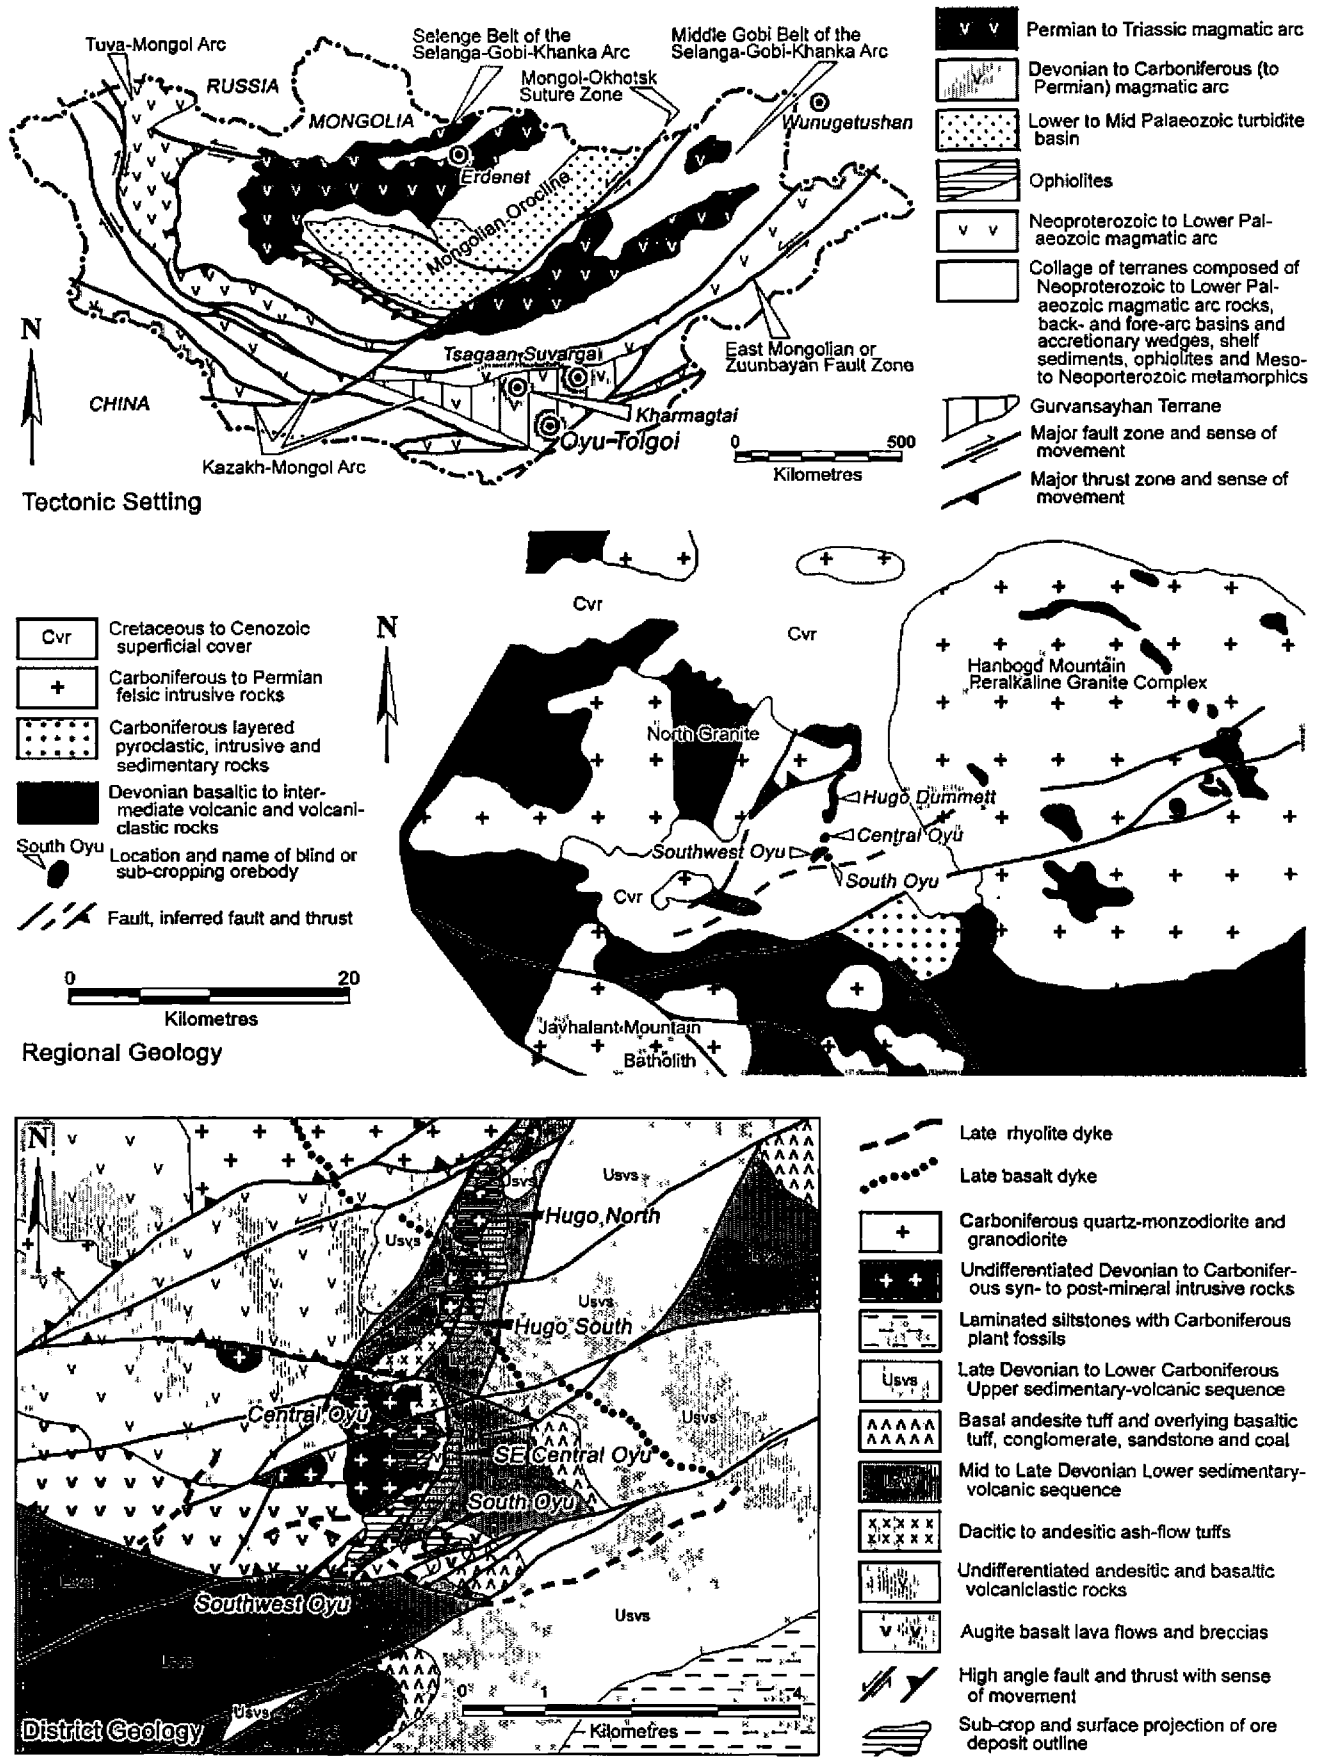 Tuva-Mongol Arc
RUSSIA
Selenge Belt of the
Selanga-Gobi-Khanka Arc
Middle Gobi Belt of the
Selanga-Gobi-Khanka Arc
Mongol-Okhotsk
Suture Zone
MONGOLIA
Wunugetushan
Erdenet
Mongolian Orocline
N
Tsagaan Suvarga
East Mongolian or
Zuunbayan Fault Zone
CHINA
Kharmagtai
Oyu Tolgoi
Kazakh-Mongol Arc
0 500
Kilometres
Tectonic Setting
Permian to Triassic magmatic arc
Devonian to Carboniferous (to
Permian) magmatic arc
Lower to Mid Palaeozoic turbidite
basin
Ophiolites
Neoproterozoic to Lower Pal-
aeozoic magmatic arc
Collage of terranes composed of
Neoproterozoic to Lower Pal-
aeozoic magmatic arc rocks,
back- and fore-arc basins and
accretionary wedges, shelf
sediments, ophiolites and Meso-
to Neoporterozoic metamorphics
Gurvansayhan Terrane
Major fault zone and sense of
movement
Major thrust zone and sense of
movement
Cvr
Cretaceous to Cenozoic
superficial cover
Carboniferous to Permian
felsic intrusive rocks
Carboniferous layered
pyroclastic, intrusive and
sedimentary rocks
Devonian basaltic to inter-
mediate volcanic and volcani-
clastic rocks
South Oyu
Location and name of blind or
sub-cropping orebody
Fault, inferred fault and thrust
0 20
Kilometres
Regional Geology
N
Cvr
Cvr
Hanbogd Mountain
Peralkaline Granite Complex
North Granite
Hugo Dummett
Central Oyu
Southwest Oyu
South Oyu
Cvr
Javhalant Mountain
Batholith
N
Usvs
Usvs
Hugo North
Usvs
Usvs
Hugo South
Central Oyu
Usvs
SE Central Oyu
South Oyu
Lsvs
Southwest Oyu
Usvs
Lsvs
Usvs
0 1 4
Kilometres
District Geology
Late rhyolite dyke
Late basalt dyke
Carboniferous quartz-monzodiorite and
granodiorite
Undifferentiated Devonian to Carbonifer-
ous syn- to post-mineral intrusive rocks
Laminated siltstones with Carboniferous
plant fossils
Usvs
Late Devonian to Lower Carboniferous
Upper sedimentary-volcanic sequence
Basal andesite tuff and overlying basaltic
tuff, conglomerate, sandstone and coal
Mid to Late Devonian Lower sedimentary-
volcanic sequence
Dacitic to andesitic ash-flow tuffs
Undifferentiated andesitic and basaltic
volcaniclastic rocks
Augite basalt lava flows and breccias
High angle fault and thrust with sense
of movement
Sub-crop and surface projection of ore
deposit outline